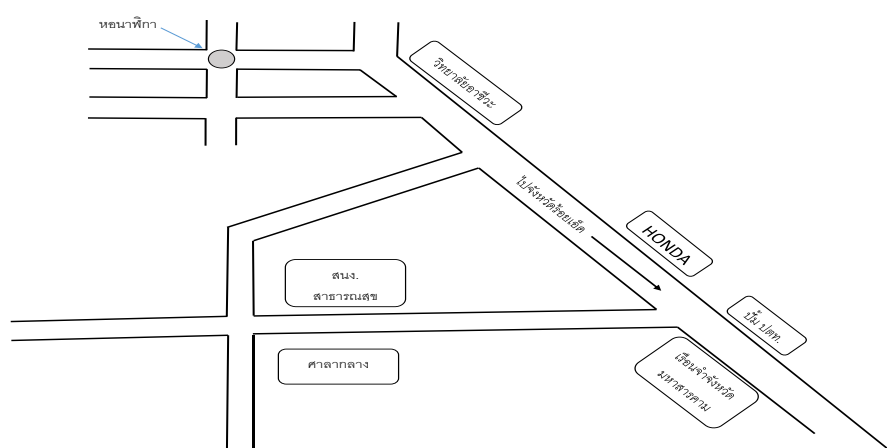 หอนาฬิกา
วิทยาลัยอาชีวะ
ไปจังหวัดร้อยเอ็ด
HONDA
สนง.
สาธารณสุข
ปั้ม ปตท.
ศาลากลาง
เรือนจำจังหวัด
มหาสารคาม